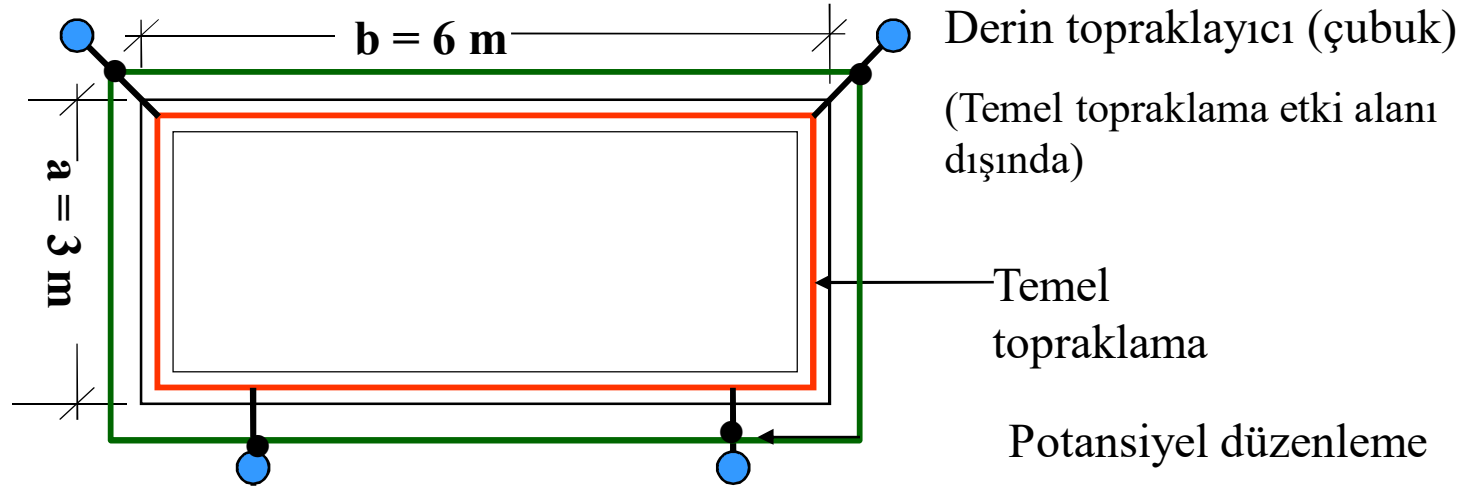 b = 6 m
Derin topraklayıcı (çubuk)
(Temel topraklama etki alanı
dışında)
a = 3 m
Temel
topraklama
Potansiyel düzenleme